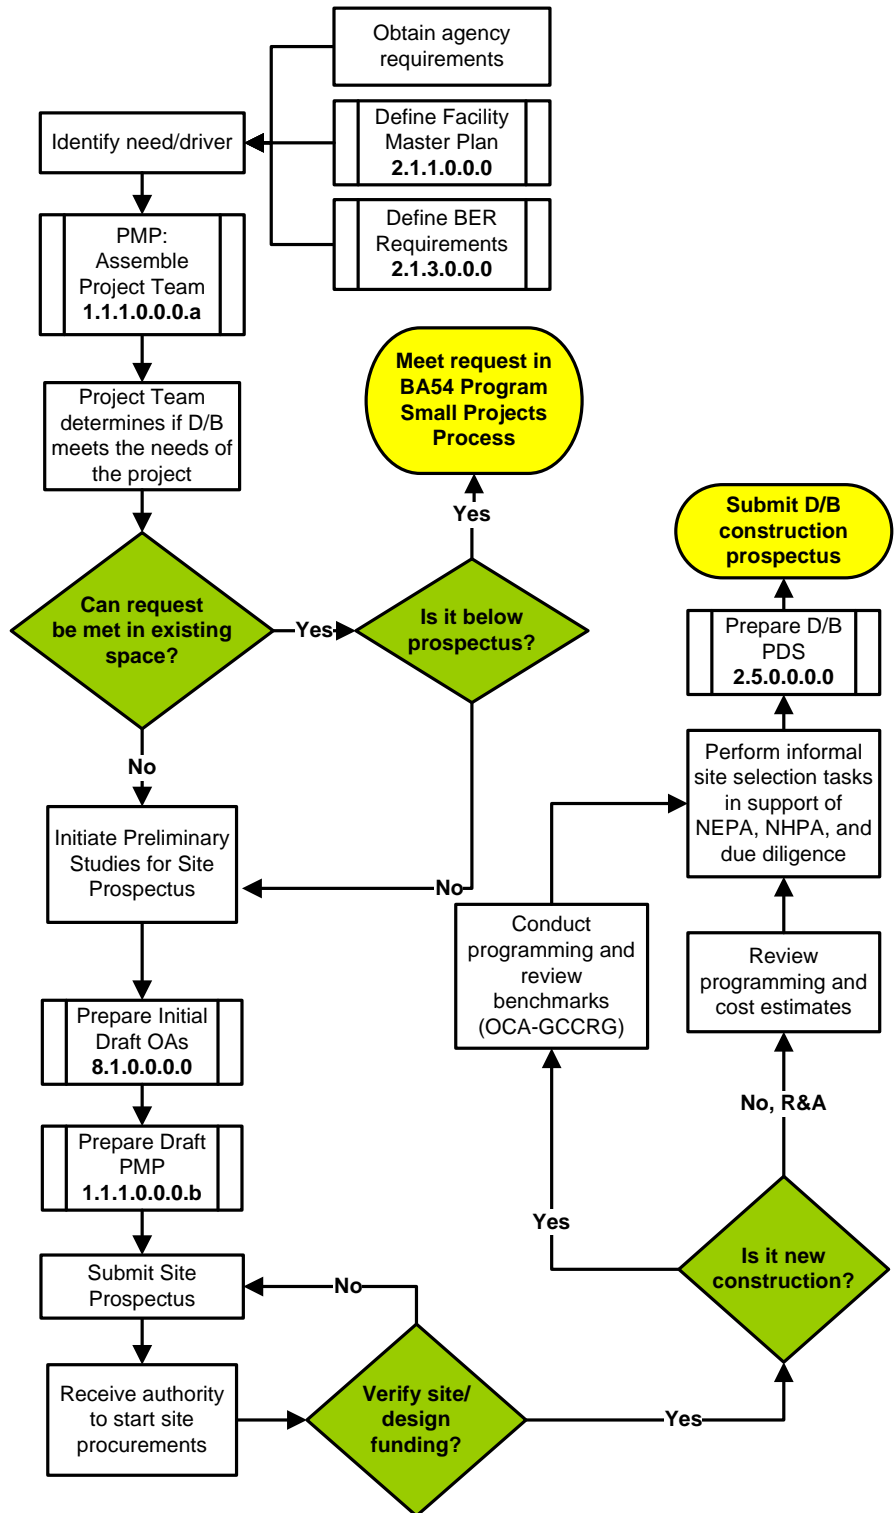 Obtain agency
requirements
Identify need/driver
Define Facility
Master Plan
2.1.1.0.0.0
Define BER
Requirements
2.1.3.0.0.0
PMP:
Assemble
Project Team
1.1.1.0.0.0.a
Project Team
determines if D/B
meets the needs of
the project
Meet request in
BA54 Program
Small Projects
Process
Yes
Can request
be met in existing
space?
Yes
Is it below
prospectus?
No
No
Initiate Preliminary
Studies for Site
Prospectus
Prepare Initial
Draft OAs
8.1.0.0.0.0
Prepare Draft
PMP
1.1.1.0.0.0.b
Submit Site
Prospectus
No
Receive authority
to start site
procurements
Verify site/
design
funding?
Yes
Is it new
construction?
Yes
No, R&A
Conduct
programming and
review
benchmarks
(OCA-GCCRG)
Review
programming and
cost estimates
Perform informal
site selection tasks
in support of
NEPA, NHPA, and
due diligence
Prepare D/B
PDS
2.5.0.0.0.0
Submit D/B
construction
prospectus